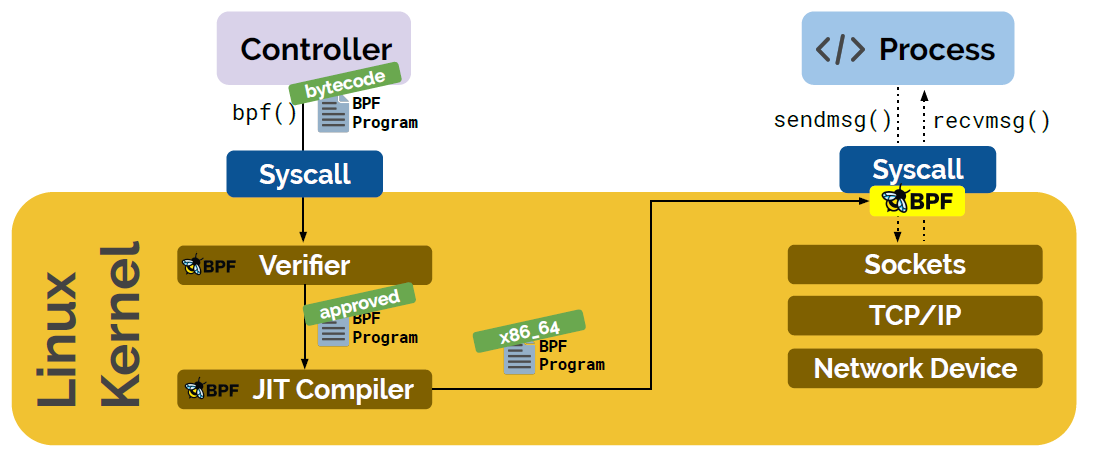 Controller
bytecode
bpf()
BPF
Program
Syscall
Linux
Kernel
BPF
Verifier
approved
BPF
Program
BPF
JIT Compiler
x86_64
BPF
Program
</> Process
sendmsg()
recvmsg()
Syscall
BPF
Sockets
TCP/IP
Network Device